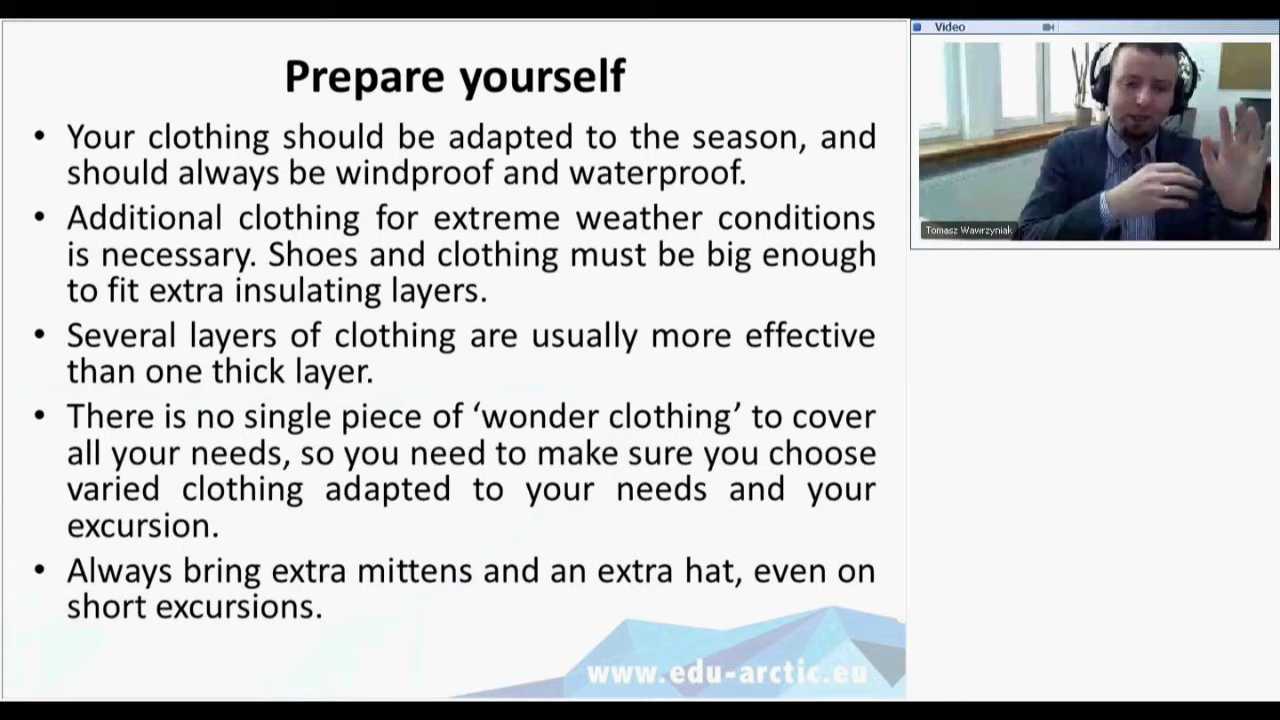 Prepare yourself
• Your clothing should be adapted to the season, and
should always be windproof and waterproof.
• Additional clothing for extreme weather conditions
is necessary. Shoes and clothing must be big enough
to fit extra insulating layers.
• Several layers of clothing are usually more effective
than one thick layer.
• There is no single piece of ‘wonder clothing’ to cover
all your needs, so you need to make sure you choose
varied clothing adapted to your needs and your
excursion.
• Always bring extra mittens and an extra hat, even on
short excursions.
www.edu-arctic.eu
Video
Tomasz Wawrzyniak